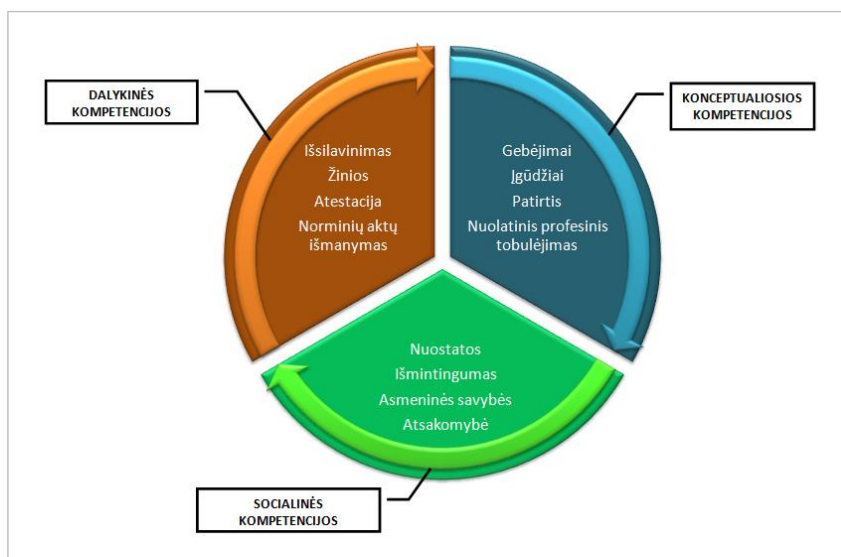 DALYKINĖS
KOMPETENCIJOS
Išsilavinimas
Žinios
Atestacija
Norminių aktų
išmanymas
KONCEPTUALIOSIOS
KOMPETENCIJOS
Gebėjimai
Įgūdžiai
Patirtis
Nuolatinis profesinis
tobulėjimas
Nuostatos
Išmintingumas
Asmeninės savybės
Atsakomybė
SOCIALINĖS
KOMPETENCIJOS